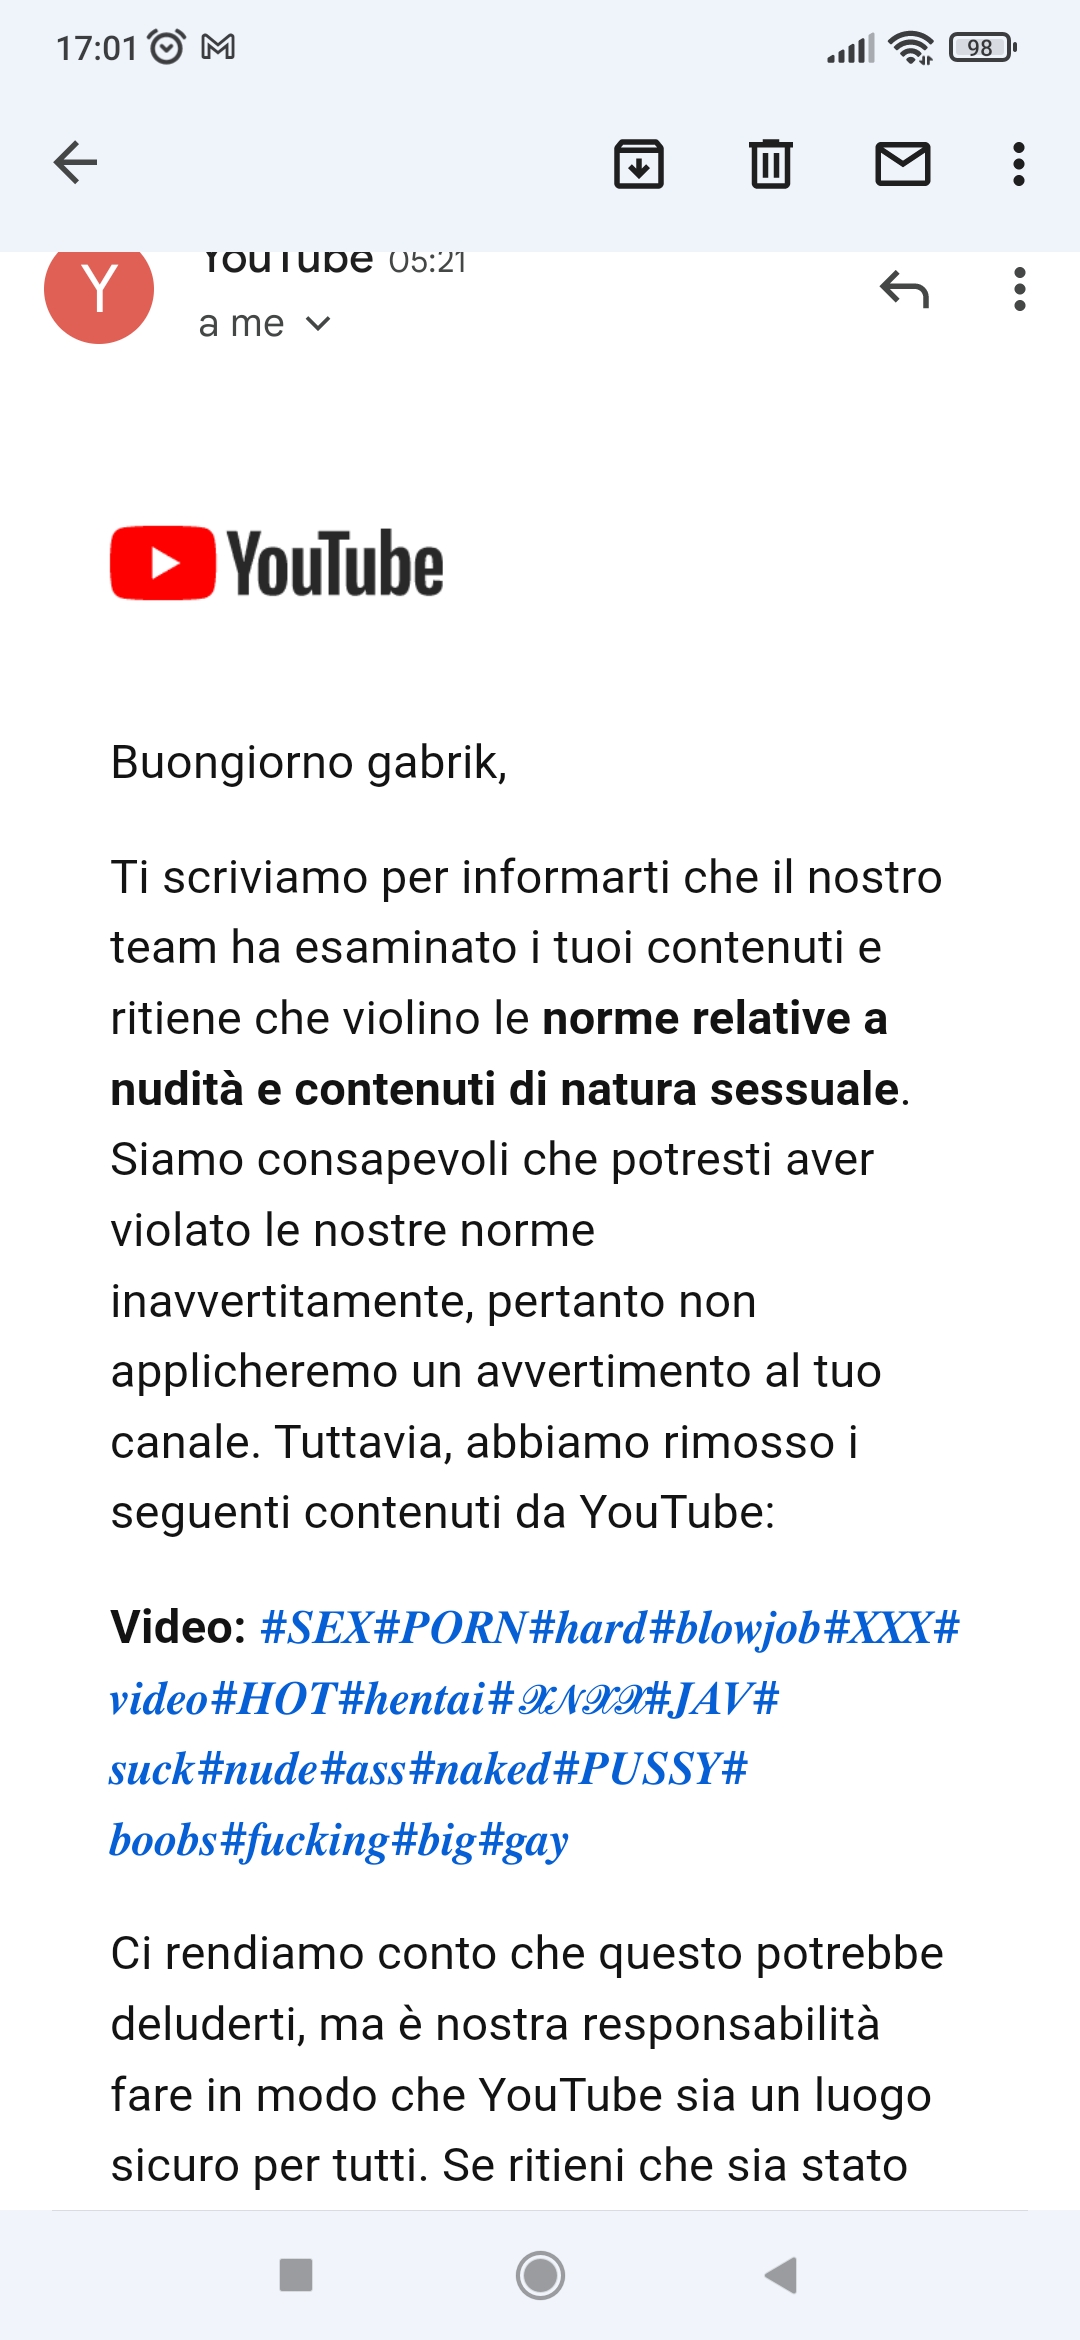 17:01
98
YouTube 05:21
Y
a me
YouTube
Buongiorno gabrik,
Ti scriviamo per informarti che il nostro
team ha esaminato i tuoi contenuti e
ritiene che violino le norme relative a
nudità e contenuti di natura sessuale.
Siamo consapevoli che potresti aver
violato le nostre norme
inavvertitamente, pertanto non
applicheremo un avvertimento al tuo
canale. Tuttavia, abbiamo rimosso i
seguenti contenuti da YouTube:
Video: #SEX#PORN#hard#blowjob#XXX#
video#HOT#hentai#𝒳𝒩𝒳𝒳#JAV#
suck#nude#ass#naked#PUSSY#
boobs#fucking#big#gay
Ci rendiamo conto che questo potrebbe
deluderti, ma è nostra responsabilità
fare in modo che YouTube sia un luogo
sicuro per tutti. Se ritieni che sia stato